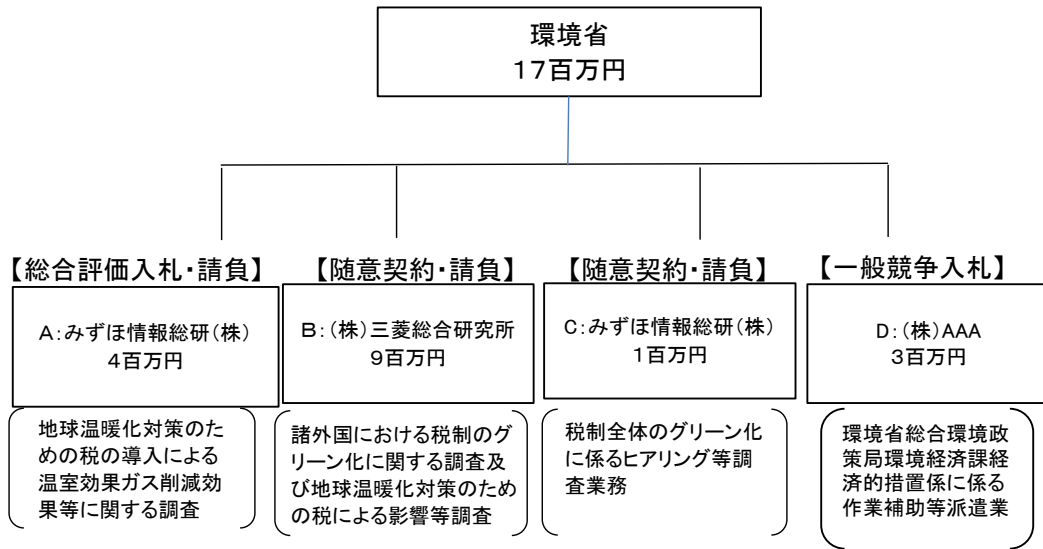 環境省
１７百万円
【総合評価入札・請負】
【随意契約・請負】
【随意契約・請負】
【一般競争入札】
A：みずほ情報総研（株）
４百万円
B：（株）三菱総合研究所
９百万円
C：みずほ情報総研（株）
１百万円
D：（株）AAA
３百万円
地球温暖化対策のた
めの税の導入による
温室効果ガス削減効
果等に関する調査
諸外国における税制のグ
リーン化に関する調査及
び地球温暖化対策のため
の税による影響等調査
税制全体のグリーン化
に係るヒアリング等調
査業務
環境省総合環境政
策局環境経済課経
済的措置係に係る
作業補助等派遣業